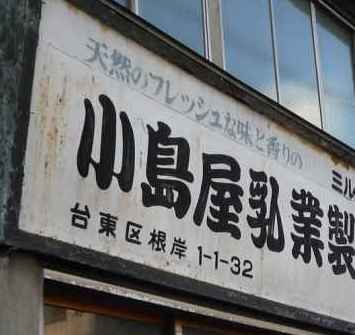 天然のフレッシュな味と香りの
ミル
小島屋乳業製
台東区根岸 1-1-32